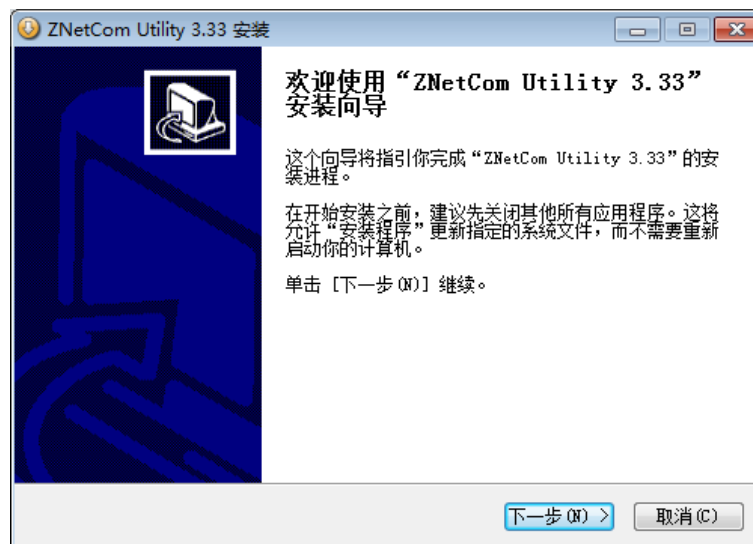 ZNetCom Utility 3.33 安装
欢迎使用“ZNetCom Utility 3.33”
安装向导
这个向导将指引你完成“ZNetCom Utility 3.33”的安
装进程。
在开始安装之前，建议先关闭其他所有应用程序。这将
允许“安装程序”更新指定的系统文件，而不需要重新
启动你的计算机。
单击 [下一步(N)] 继续。
下一步(N) >
取消(C)